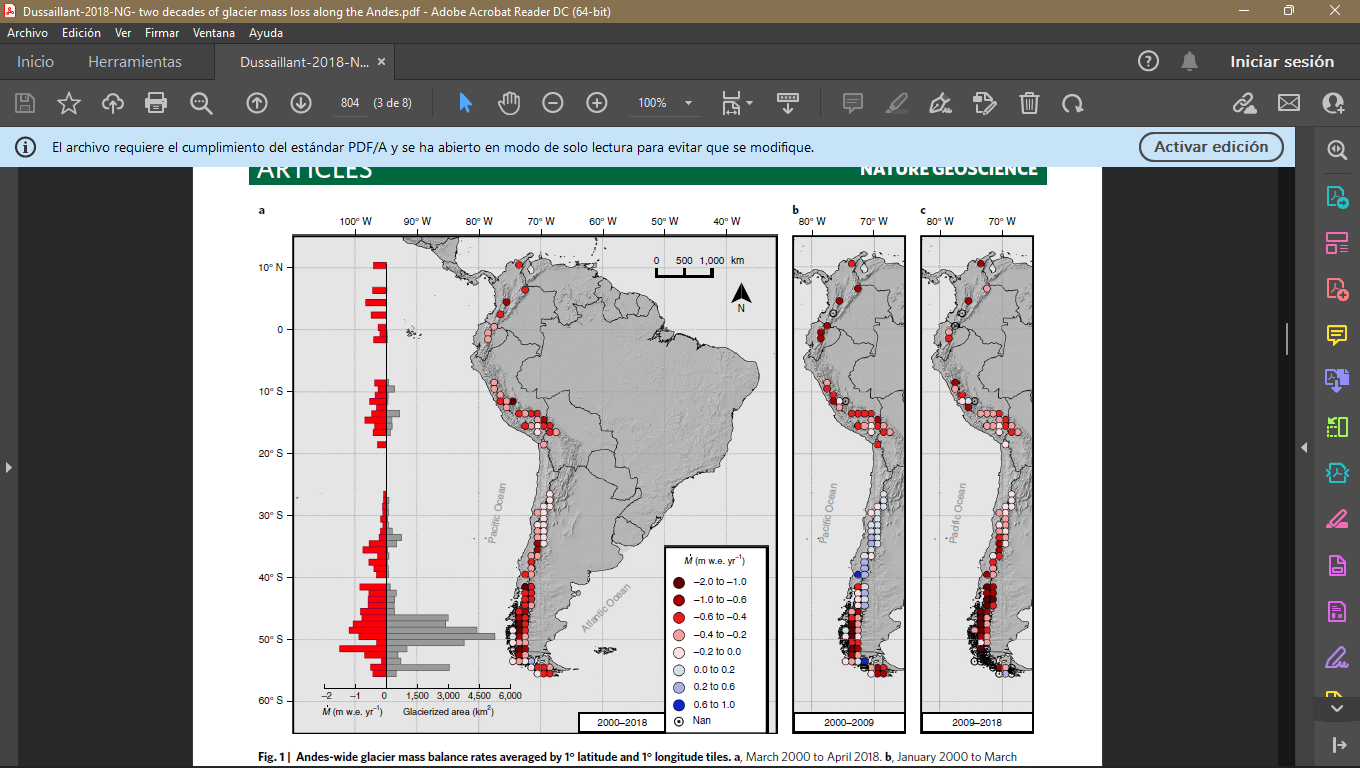 Dussaillant-2018-NG- two decades of glacier mass loss along the Andes.pdf - Adobe Acrobat Reader DC (64-bit)
Archivo Edición Ver Firmar Ventana Ayuda
Inicio Herramientas Dussaillant-2018-N... × Iniciar sesión
804 (3 de 8) 100%
El archivo requiere el cumplimiento del estándar PDF/A y se ha abierto en modo de solo lectura para evitar que se modifique. Activar edición
ARTICLES NATURE GEOSCIENCE
a b c
100° W 90° W 80° W 70° W 60° W 50° W 40° W 80° W 70° W 80° W 70° W
0 500 1,000 km
10° N
N
0
10° S
20° S
30° S
40° S
50° S
60° S
Pacific Ocean
Atlantic Ocean
Pacific Ocean
Pacific Ocean
Ṁ (m w.e. yr⁻¹)
−2.0 to −1.0
−1.0 to −0.6
−0.6 to −0.4
−0.4 to −0.2
−0.2 to 0.0
0.0 to 0.2
0.2 to 0.6
0.6 to 1.0
Nan
−2 −1 0 1,500 3,000 4,500 6,000
Ṁ (m w.e. yr⁻¹) Glacierized area (km²)
2000–2018 2000–2009 2009–2018
Fig. 1 | Andes-wide glacier mass balance rates averaged by 1° latitude and 1° longitude tiles. a, March 2000 to April 2018. b, January 2000 to March